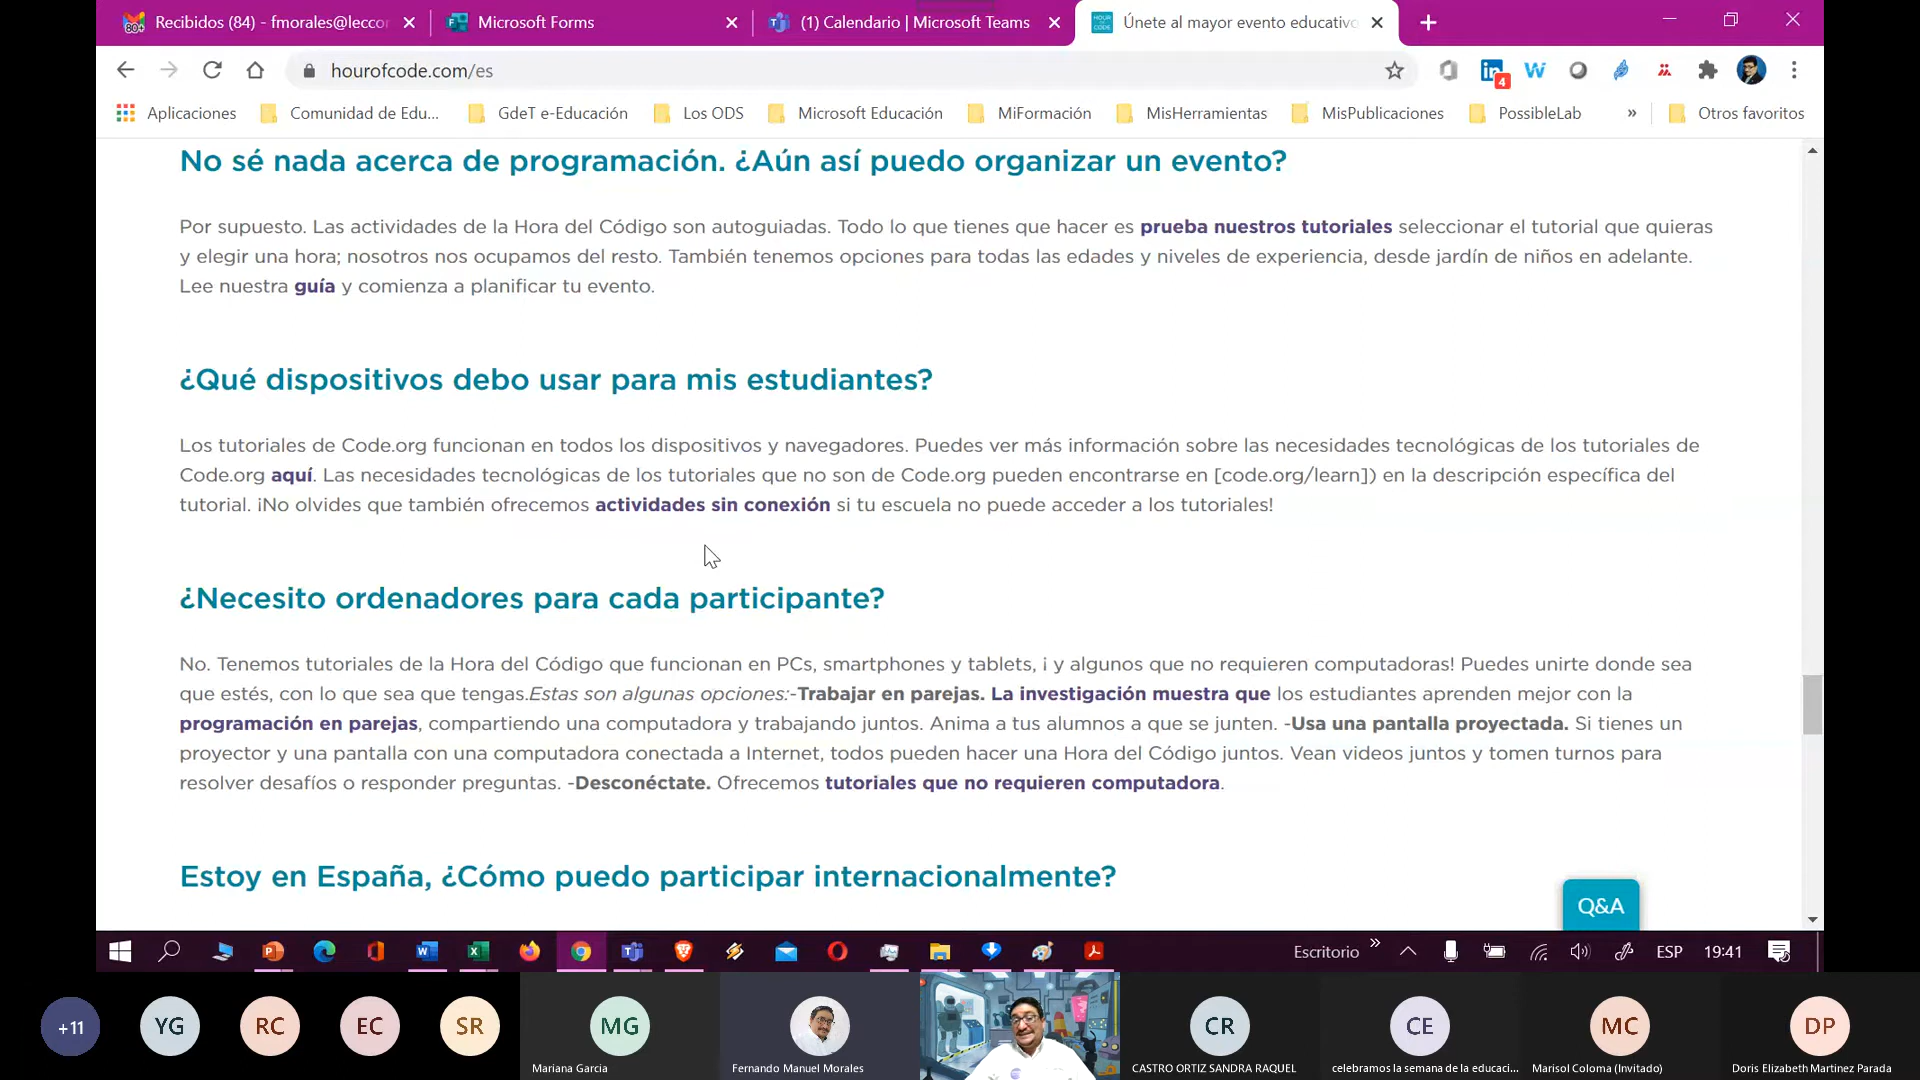 Recibidos (84) - fmorales@leccor
Microsoft Forms
(1) Calendario | Microsoft Teams
Únete al mayor evento educativo
hourofcode.com/es
4
Aplicaciones
Comunidad de Edu...
GdeT e-Educación
Los ODS
Microsoft Educación
MiFormación
MisHerramientas
MisPublicaciones
PossibleLab
»
Otros favoritos
No sé nada acerca de programación. ¿Aún así puedo organizar un evento?
Por supuesto. Las actividades de la Hora del Código son autoguiadas. Todo lo que tienes que hacer es prueba nuestros tutoriales seleccionar el tutorial que quieras
y elegir una hora; nosotros nos ocupamos del resto. También tenemos opciones para todas las edades y niveles de experiencia, desde jardín de niños en adelante.
Lee nuestra guía y comienza a planificar tu evento.
¿Qué dispositivos debo usar para mis estudiantes?
Los tutoriales de Code.org funcionan en todos los dispositivos y navegadores. Puedes ver más información sobre las necesidades tecnológicas de los tutoriales de
Code.org aquí. Las necesidades tecnológicas de los tutoriales que no son de Code.org pueden encontrarse en [code.org/learn]) en la descripción específica del
tutorial. ¡No olvides que también ofrecemos actividades sin conexión si tu escuela no puede acceder a los tutoriales!
¿Necesito ordenadores para cada participante?
No. Tenemos tutoriales de la Hora del Código que funcionan en PCs, smartphones y tablets, ¡ y algunos que no requieren computadoras! Puedes unirte donde sea
que estés, con lo que sea que tengas.Estas son algunas opciones:-Trabajar en parejas. La investigación muestra que los estudiantes aprenden mejor con la
programación en parejas, compartiendo una computadora y trabajando juntos. Anima a tus alumnos a que se junten. -Usa una pantalla proyectada. Si tienes un
proyector y una pantalla con una computadora conectada a Internet, todos pueden hacer una Hora del Código juntos. Vean videos juntos y tomen turnos para
resolver desafíos o responder preguntas. -Desconéctate. Ofrecemos tutoriales que no requieren computadora.
Estoy en España, ¿Cómo puedo participar internacionalmente?
Q&A
Escritorio
ESP
19:41
+11
YG
RC
EC
SR
MG
CR
CE
MC
DP
Mariana Garcia
Fernando Manuel Morales
CASTRO ORTIZ SANDRA RAQUEL
celebramos la semana de la educaci...
Marisol Coloma (Invitado)
Doris Elizabeth Martinez Parada